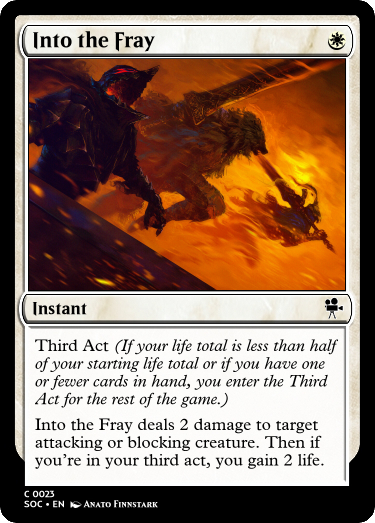 Into the Fray
Instant
Third Act (If your life total is less than half
of your starting life total or if you have one
or fewer cards in hand, you enter the Third
Act for the rest of the game.)
Into the Fray deals 2 damage to target
attacking or blocking creature. Then if
you're in your third act, you gain 2 life.
C 0023
SOC • EN Anato Finnstark